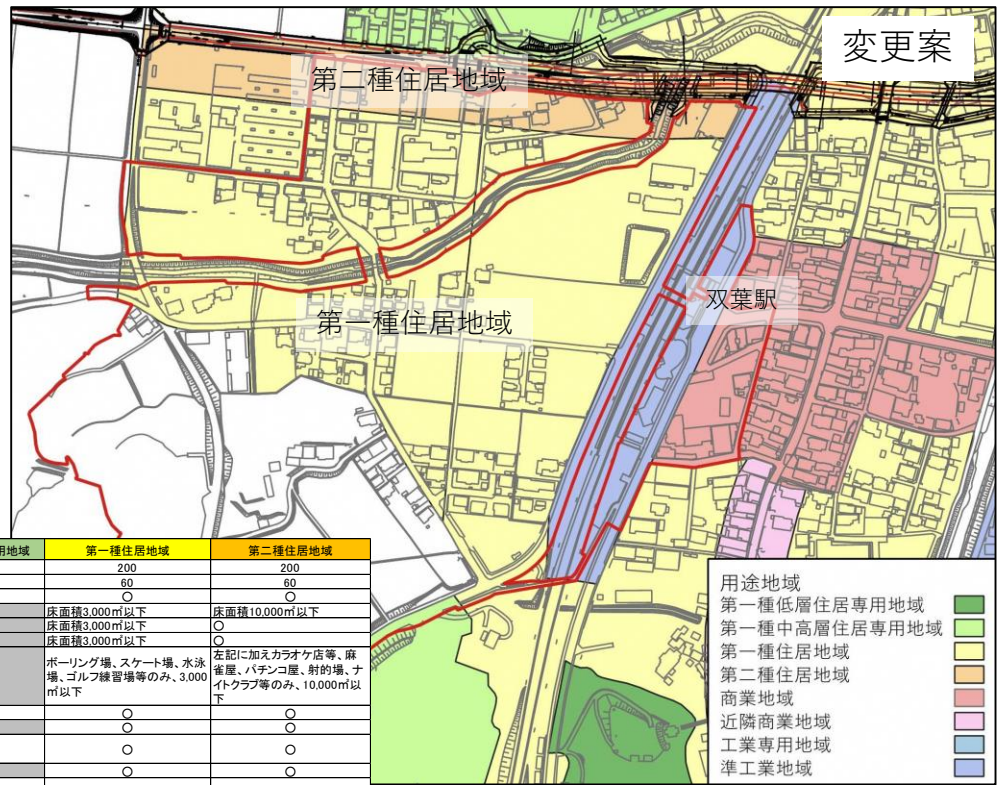 変更案
第二種住居地域
双葉駅
第一種住居地域
用地域 第一種住居地域 第二種住居地域
200 200
60 60
○
床面積3,000㎡以下 床面積10,000㎡以下
床面積3,000㎡以下 ○
床面積3,000㎡以下 ○
ボーリング場、スケート場、水泳場、ゴルフ練習場等のみ、3,000㎡以下 左記に加えカラオケ店等、麻雀屋、パチンコ屋、射的場、ナイトクラブ等のみ、10,000㎡以下
○ ○
○ ○
○ ○
○ ○
用途地域
第一種低層住居専用地域
第一種中高層住居専用地域
第一種住居地域
第二種住居地域
商業地域
近隣商業地域
工業専用地域
準工業地域